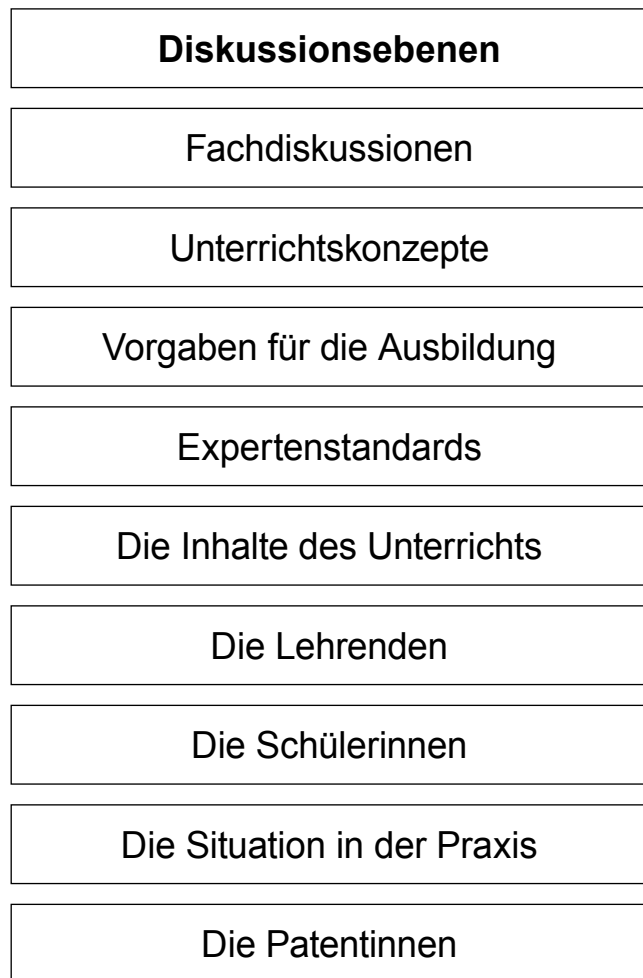 Diskussionsebenen
Fachdiskussionen
Unterrichtskonzepte
Vorgaben für die Ausbildung
Expertenstandards
Die Inhalte des Unterrichts
Die Lehrenden
Die Schülerinnen
Die Situation in der Praxis
Die Patentinnen